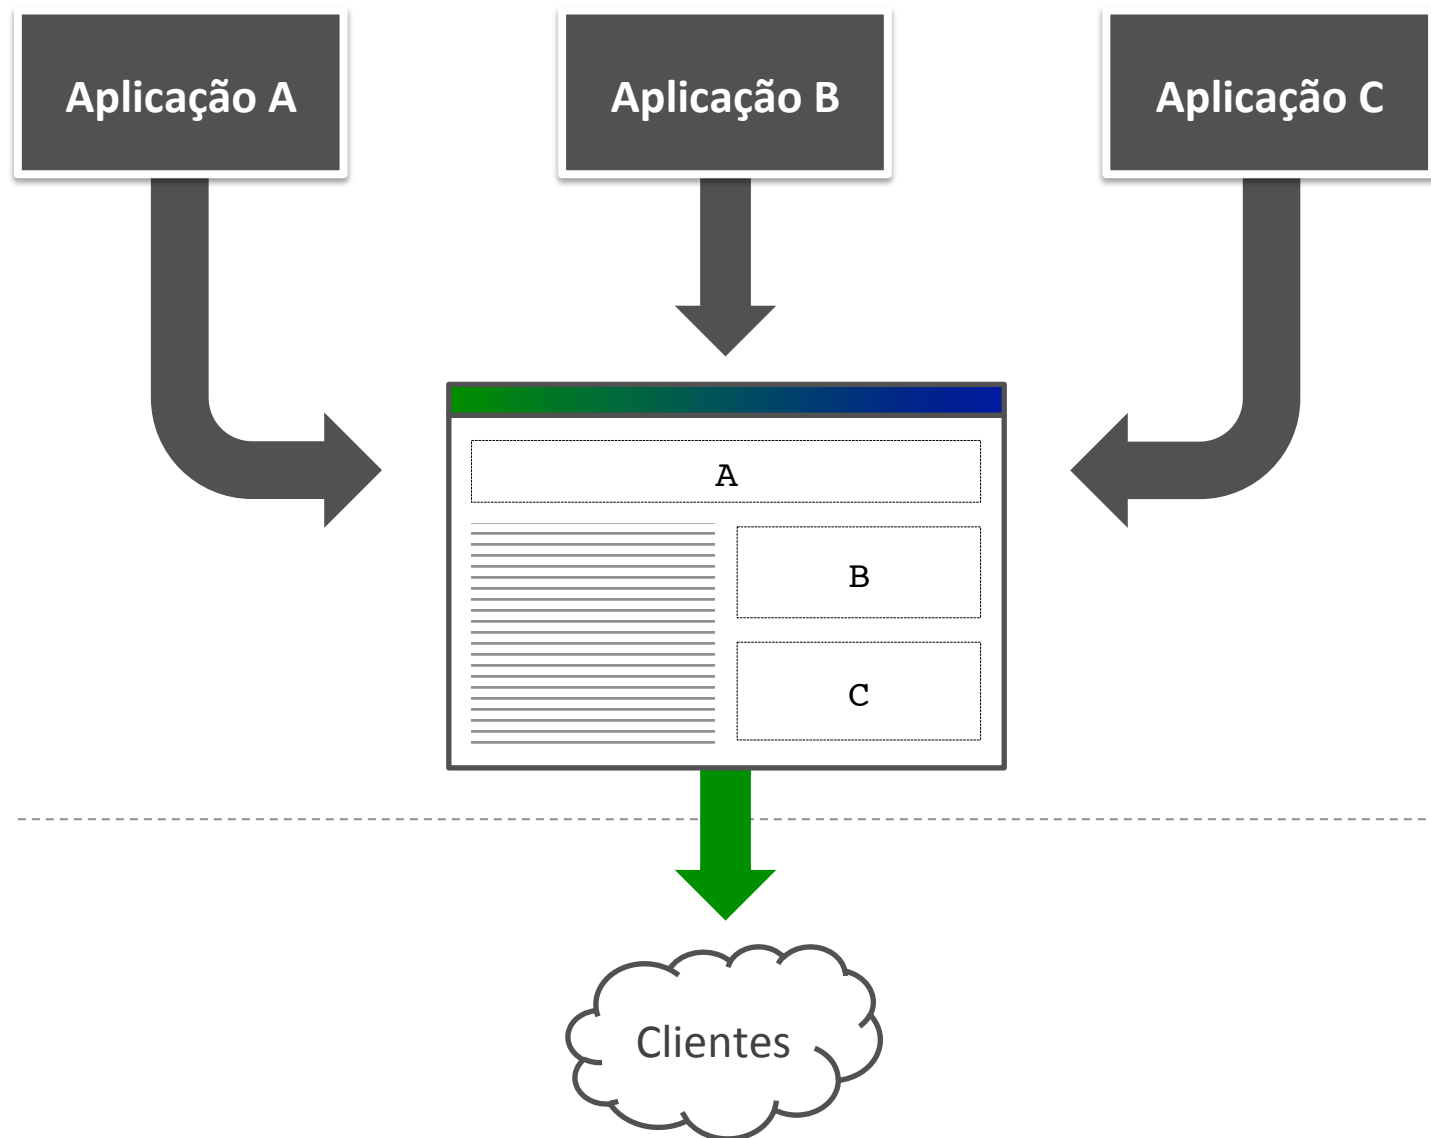 Aplicação A
Aplicação B
Aplicação C
A
B
C
Clientes